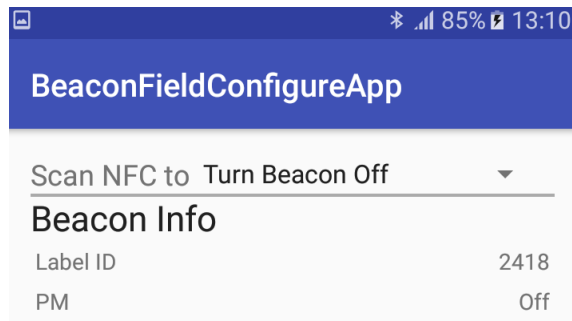 85% 13:10
BeaconFieldConfigureApp
Scan NFC to Turn Beacon Off
Beacon Info
Label ID 2418
PM Off